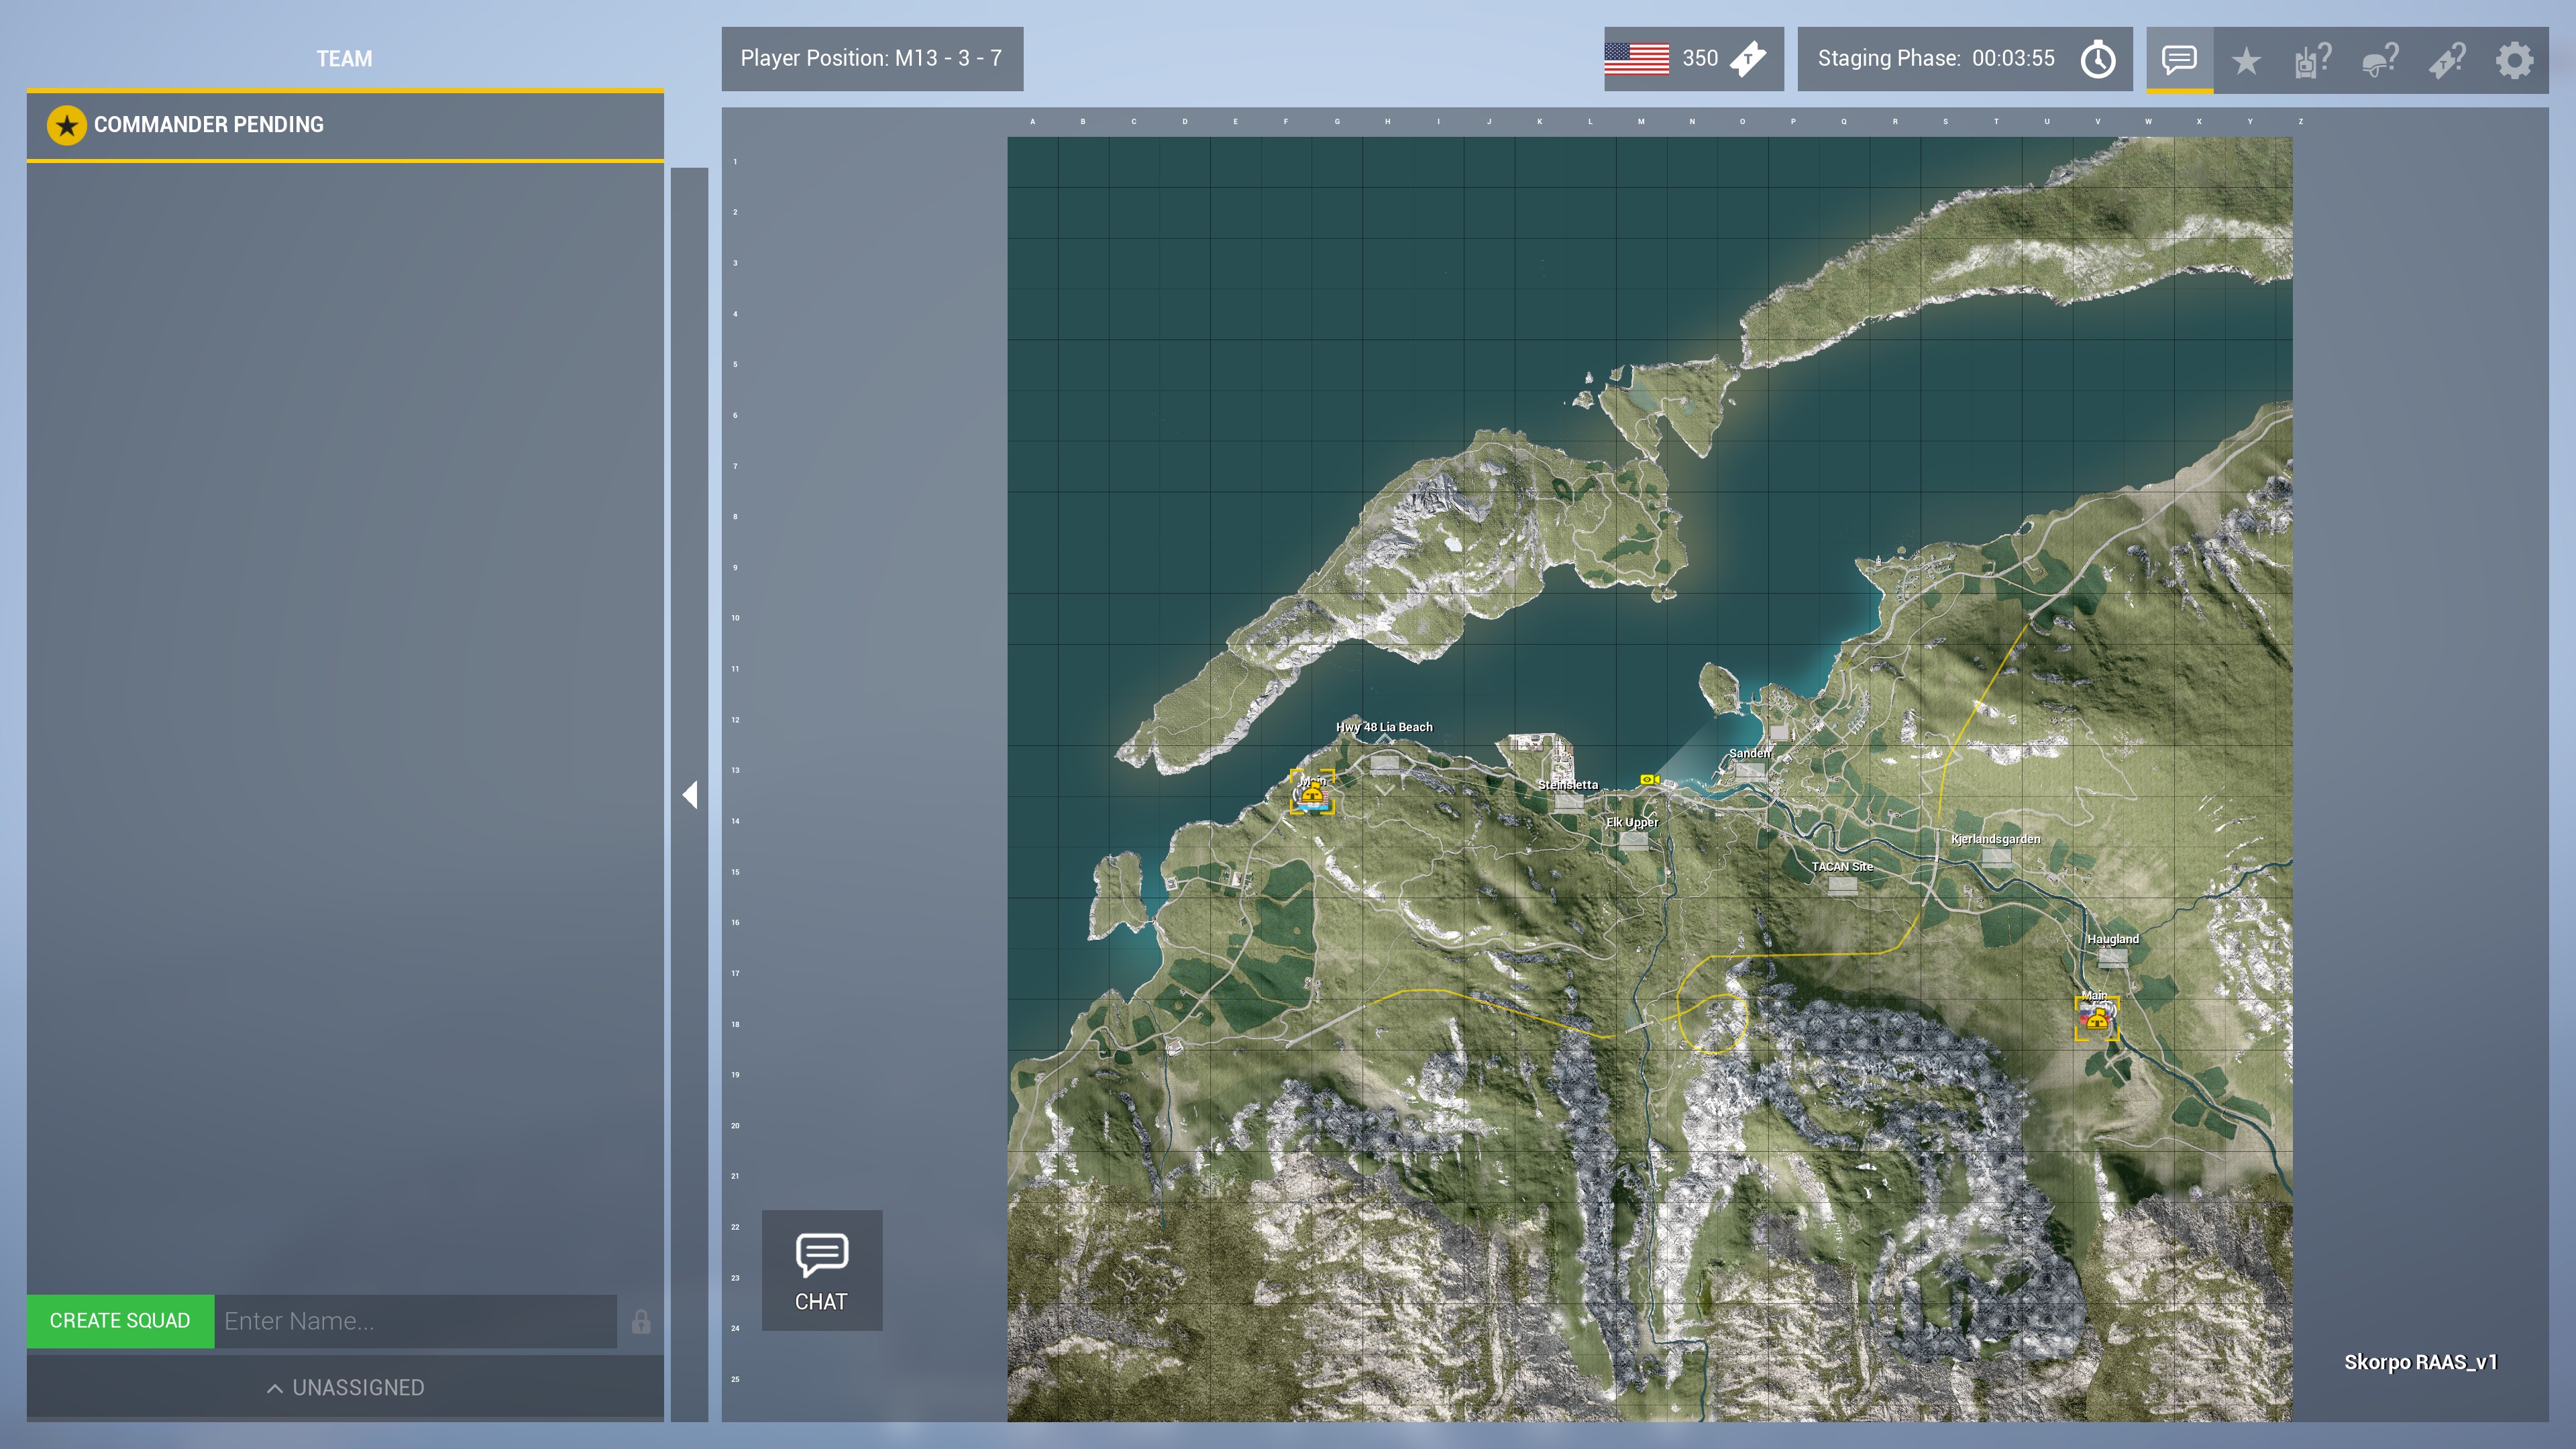 TEAM
Player Position: M13 - 3 - 7
350
T
Staging Phase: 00:03:55
?
?
T ?
COMMANDER PENDING
A B C D E F G H I J K L M N O P Q R S T U V W X Y Z
1
2
3
4
5
6
7
8
9
10
11
12
13
14
15
16
17
18
19
20
21
22
23
24
25
Hwy 48 Lia Beach
Sanden
Main
Steinsletta
Elk Upper
Kjerlandsgarden
TACAN Site
Haugland
Main
CHAT
CREATE SQUAD
Enter Name...
UNASSIGNED
Skorpo RAAS_v1